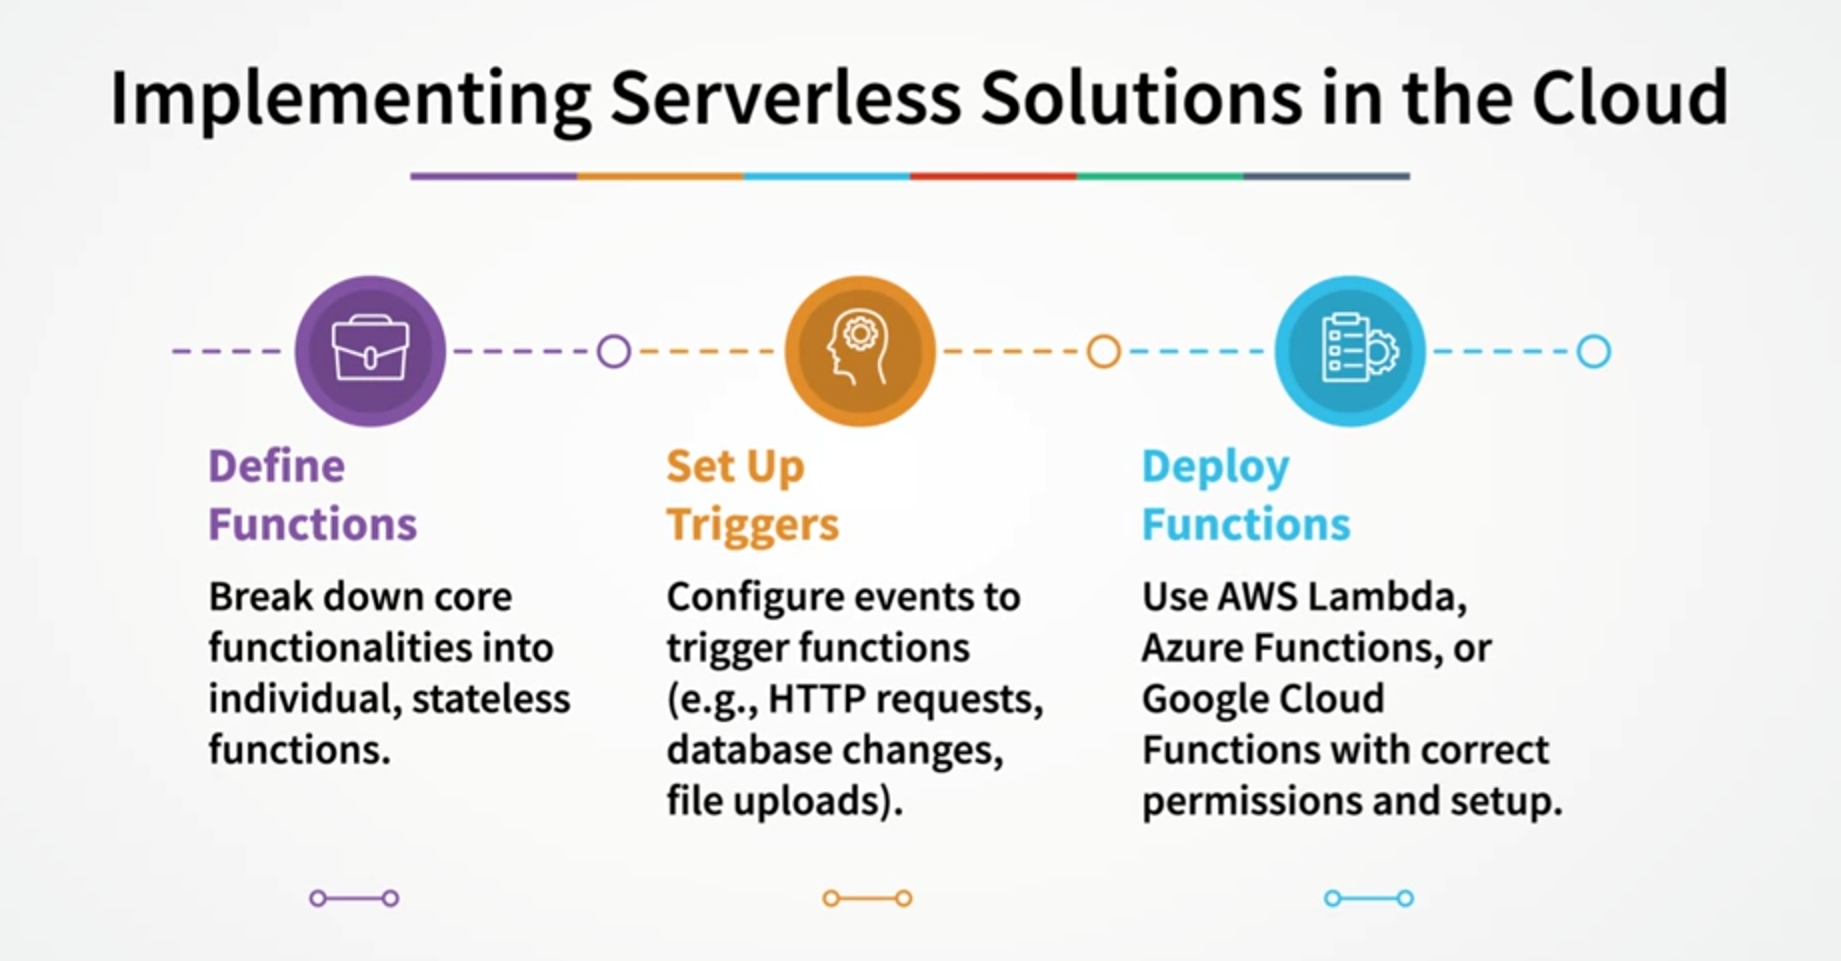 Implementing Serverless Solutions in the Cloud
Define
Functions
Break down core
functionalities into
individual, stateless
functions.
Set Up
Triggers
Configure events to
trigger functions
(e.g., HTTP requests,
database changes,
file uploads).
Deploy
Functions
Use AWS Lambda,
Azure Functions, or
Google Cloud
Functions with correct
permissions and setup.